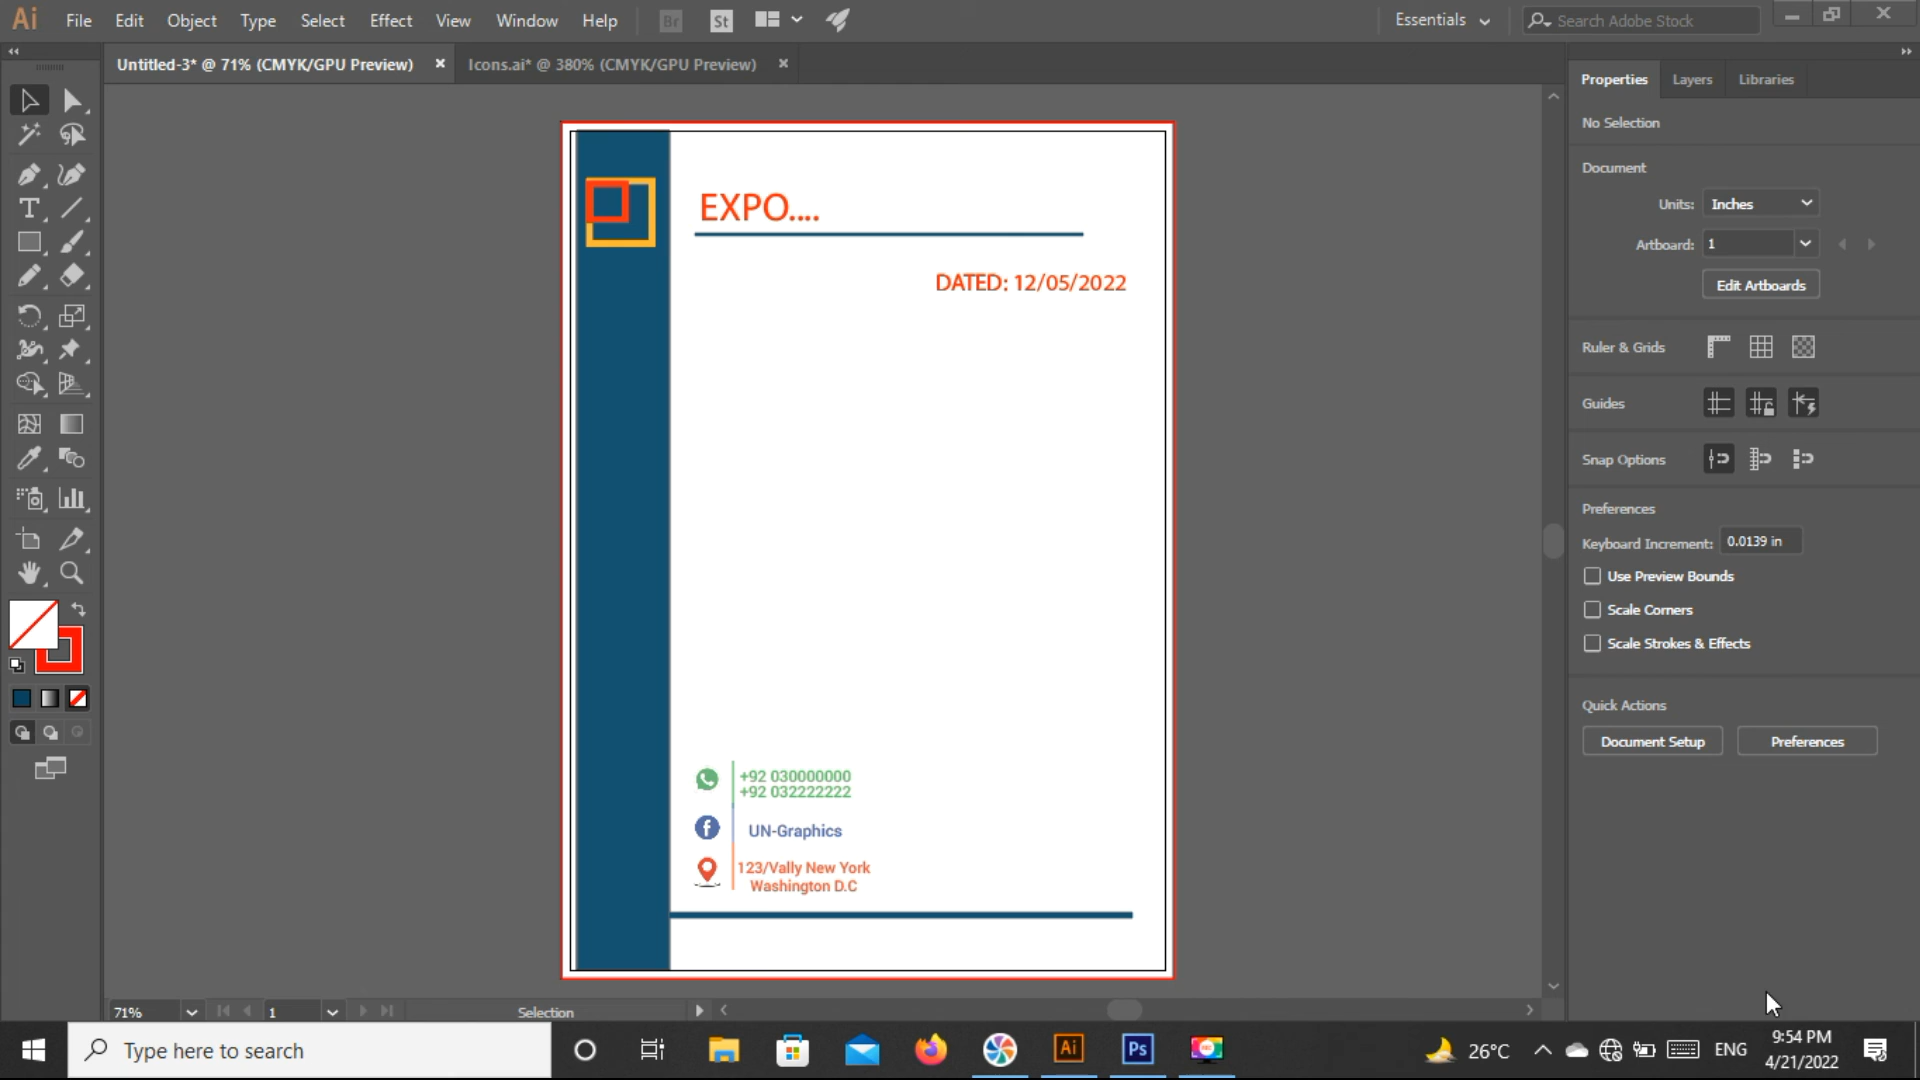 Ai File Edit Object Type Select Effect View Window Help Br St Essentials Search Adobe Stock
Untitled-3* @ 71% (CMYK/GPU Preview) Icons.ai* @ 380% (CMYK/GPU Preview)
Properties Layers Libraries
No Selection
Document
Units: Inches
Artboard: 1
Edit Artboards
Ruler & Grids
Guides
Snap Options
Preferences
Keyboard Increment: 0.0139 in
Use Preview Bounds
Scale Corners
Scale Strokes & Effects
Quick Actions
Document Setup Preferences
EXPO....
DATED: 12/05/2022
+92 030000000
+92 032222222
UN-Graphics
123/Vally New York
Washington D.C
71% 1 Selection
Type here to search
Ai Ps
26°C ENG
9:54 PM
4/21/2022